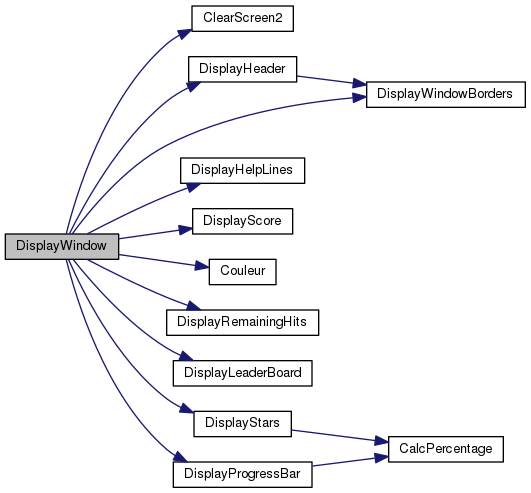 ClearScreen2
DisplayHeader
DisplayWindowBorders
DisplayHelpLines
DisplayScore
DisplayWindow
Couleur
DisplayRemainingHits
DisplayLeaderBoard
DisplayStars
CalcPercentage
DisplayProgressBar